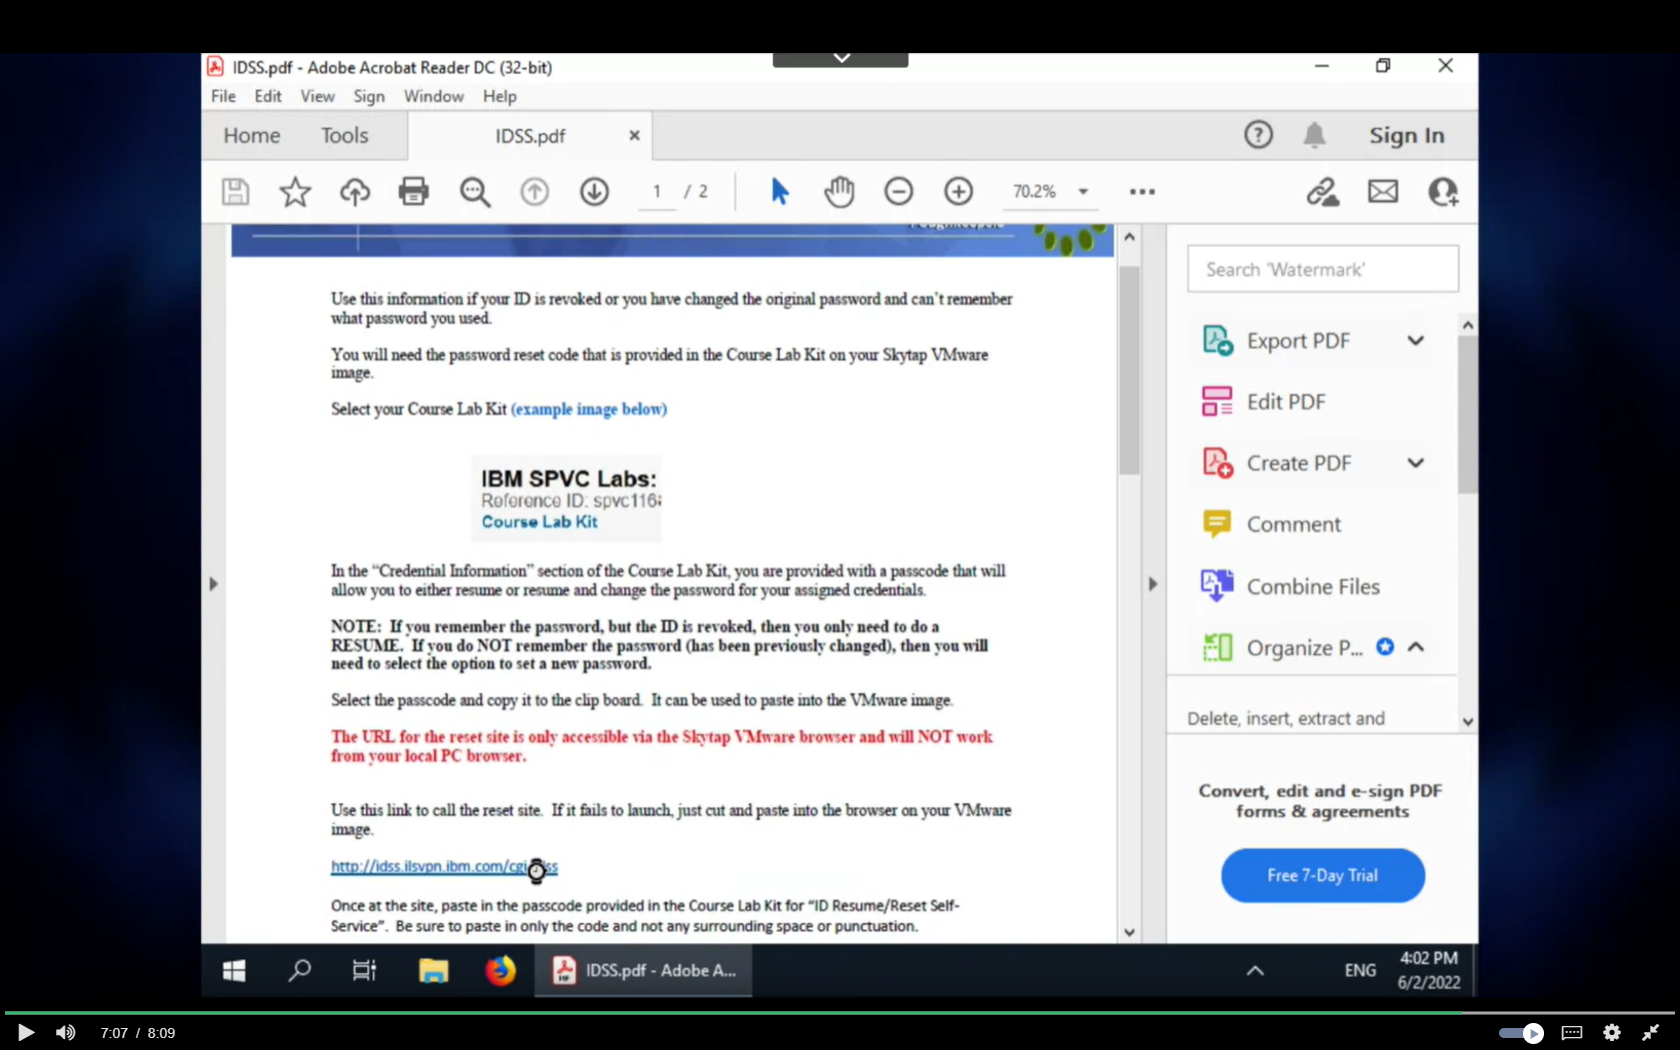 IDSS.pdf - Adobe Acrobat Reader DC (32-bit)
File Edit View Sign Window Help
Home Tools IDSS.pdf Sign In
1 / 2 70.2%
Use this information if your ID is revoked or you have changed the original password and can't remember
what password you used.
You will need the password reset code that is provided in the Course Lab Kit on your Skytap VMware
image.
Select your Course Lab Kit (example image below)
IBM SPVC Labs:
Reference ID: spvc116
Course Lab Kit
In the “Credential Information” section of the Course Lab Kit, you are provided with a passcode that will
allow you to either resume or resume and change the password for your assigned credentials.
NOTE: If you remember the password, but the ID is revoked, then you only need to do a
RESUME. If you do NOT remember the password (has been previously changed), then you will
need to select the option to set a new password.
Select the passcode and copy it to the clip board. It can be used to paste into the VMware image.
The URL for the reset site is only accessible via the Skytap VMware browser and will NOT work
from your local PC browser.
Use this link to call the reset site. If it fails to launch, just cut and paste into the browser on your VMware
image.
http://idss.ilsvpn.ibm.com/cgi
Once at the site, paste in the passcode provided in the Course Lab Kit for “ID Resume/Reset Self-
Service”. Be sure to paste in only the code and not any surrounding space or punctuation.
Search 'Watermark'
Export PDF
Edit PDF
Create PDF
Comment
Combine Files
Organize P...
Delete, insert, extract and
Convert, edit and e-sign PDF
forms & agreements
Free 7-Day Trial
IDSS.pdf - Adobe A...
ENG
4:02 PM
6/2/2022
7:07 / 8:09